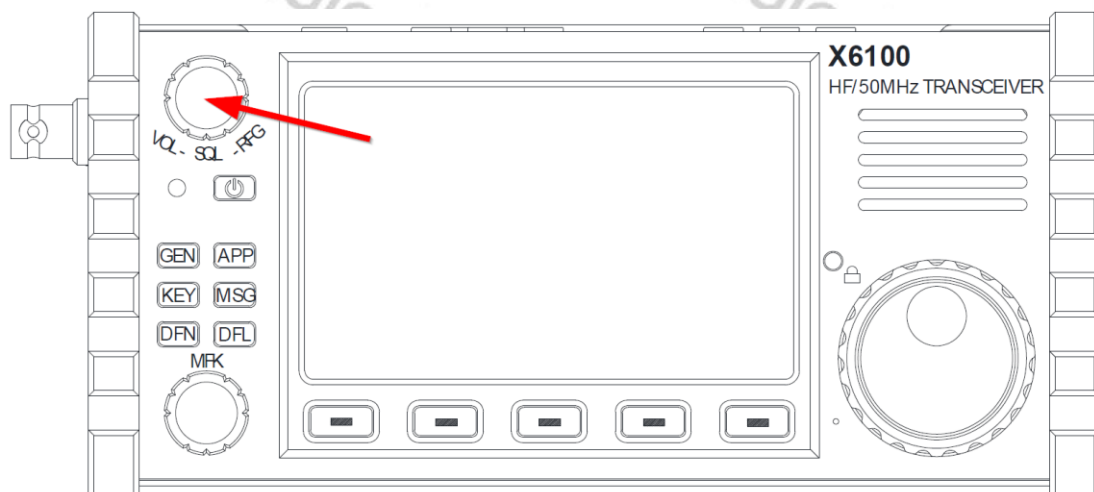 X6100
HF/50MHz TRANSCEIVER
VOL - SQL - RFG
GEN APP
KEY MSG
DFN DFL
MFK